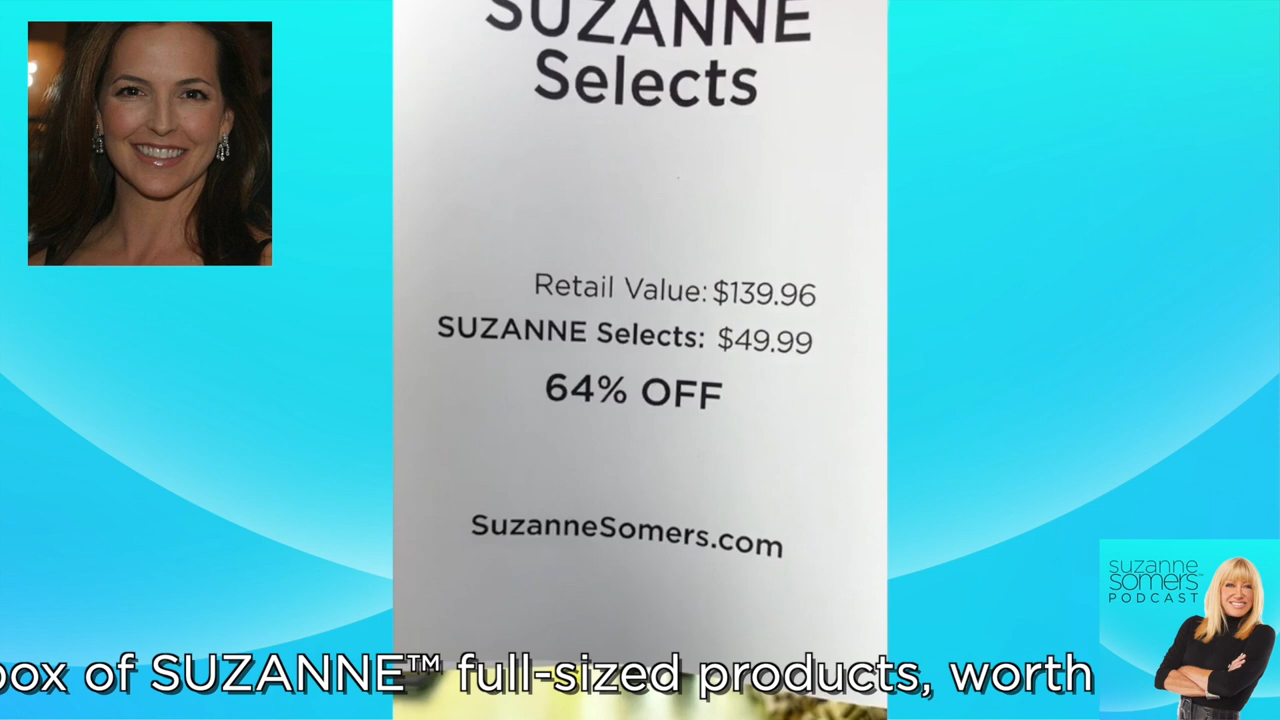 SUZANNE
Selects
Retail Value: $139.96
SUZANNE Selects: $49.99
64% OFF
SuzanneSomers.com
suzanne
somers™
PODCAST
box of SUZANNE™ full-sized products, worth